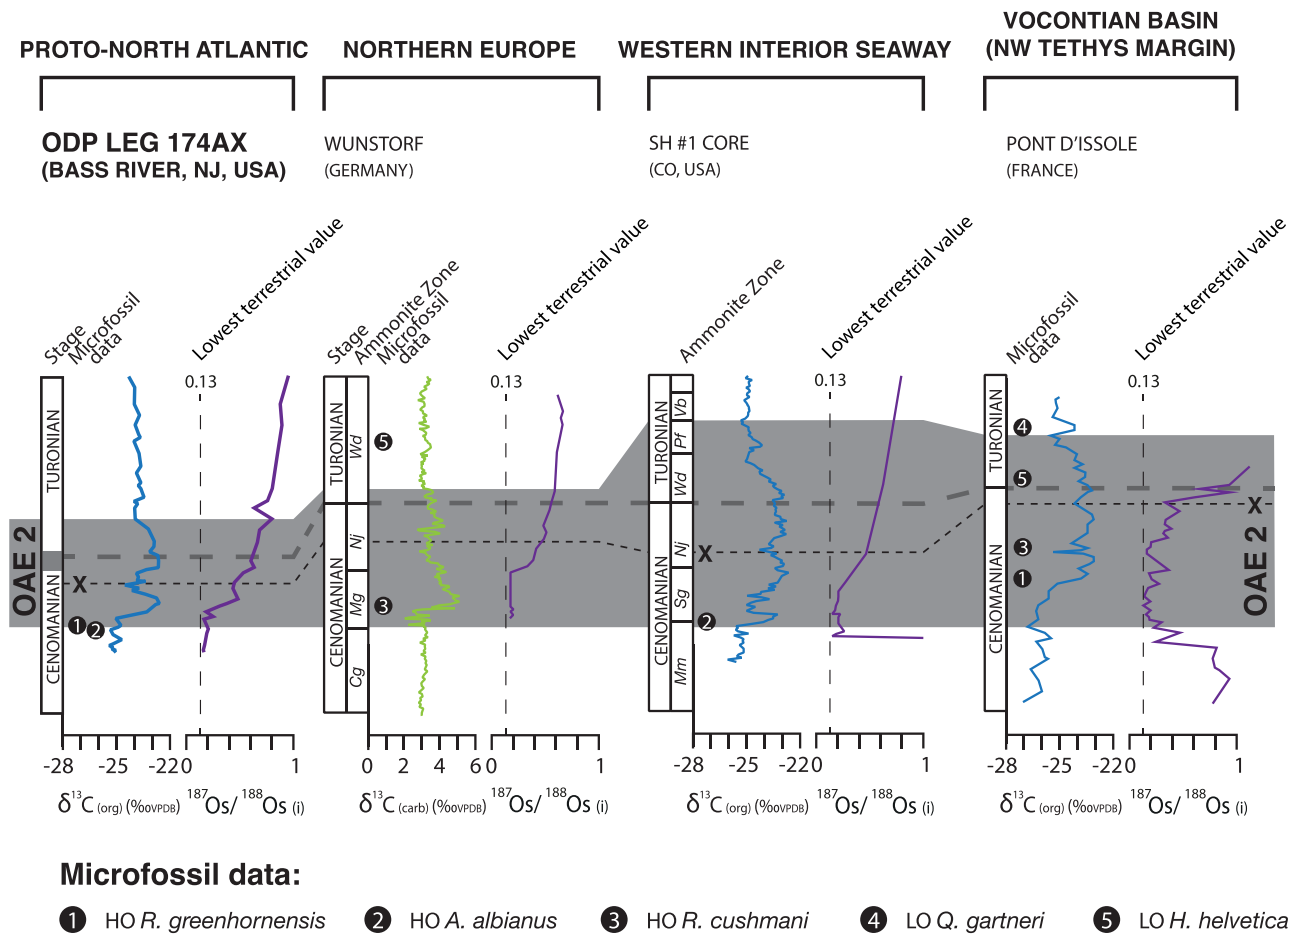 PROTO-NORTH ATLANTIC
NORTHERN EUROPE
WESTERN INTERIOR SEAWAY
VOCONTIAN BASIN
(NW TETHYS MARGIN)
ODP LEG 174AX
(BASS RIVER, NJ, USA)
WUNSTORF
(GERMANY)
SH #1 CORE
(CO, USA)
PONT D'ISSOLE
(FRANCE)
Stage
Microfossil
data
Lowest terrestrial value
Stage
Ammonite Zone
Microfossil
data
Lowest terrestrial value
Ammonite Zone
Lowest terrestrial value
Microfossil
data
Lowest terrestrial value
0.13
0.13
0.13
0.13
OAE 2
TURONIAN
CENOMANIAN
X
1
2
TURONIAN
CENOMANIAN
Wd
Nj
Mg
Cg
5
3
TURONIAN
CENOMANIAN
Vb
Pf
Wd
Nj
Sg
Mm
X
2
TURONIAN
CENOMANIAN
4
5
3
1
X
OAE 2
-28 -25 -22 0 1
0 2 4 6 0 1
-28 -25 -22 0 1
-28 -25 -22 0 1
δ13C (org) (‰VPDB) 187Os/ 188Os (i)
δ13C (carb) (‰VPDB) 187Os/ 188Os (i)
δ13C (org) (‰VPDB) 187Os/ 188Os (i)
δ13C (org) (‰VPDB) 187Os/ 188Os (i)
Microfossil data:
1 HO R. greenhornensis
2 HO A. albianus
3 HO R. cushmani
4 LO Q. gartneri
5 LO H. helvetica